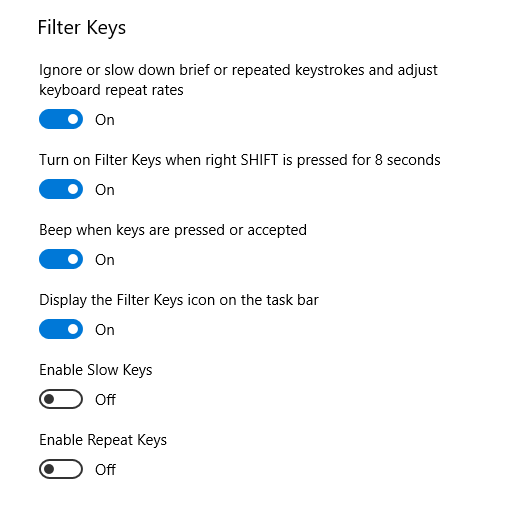 Filter Keys
Ignore or slow down brief or repeated keystrokes and adjust
keyboard repeat rates
On
Turn on Filter Keys when right SHIFT is pressed for 8 seconds
On
Beep when keys are pressed or accepted
On
Display the Filter Keys icon on the task bar
On
Enable Slow Keys
Off
Enable Repeat Keys
Off